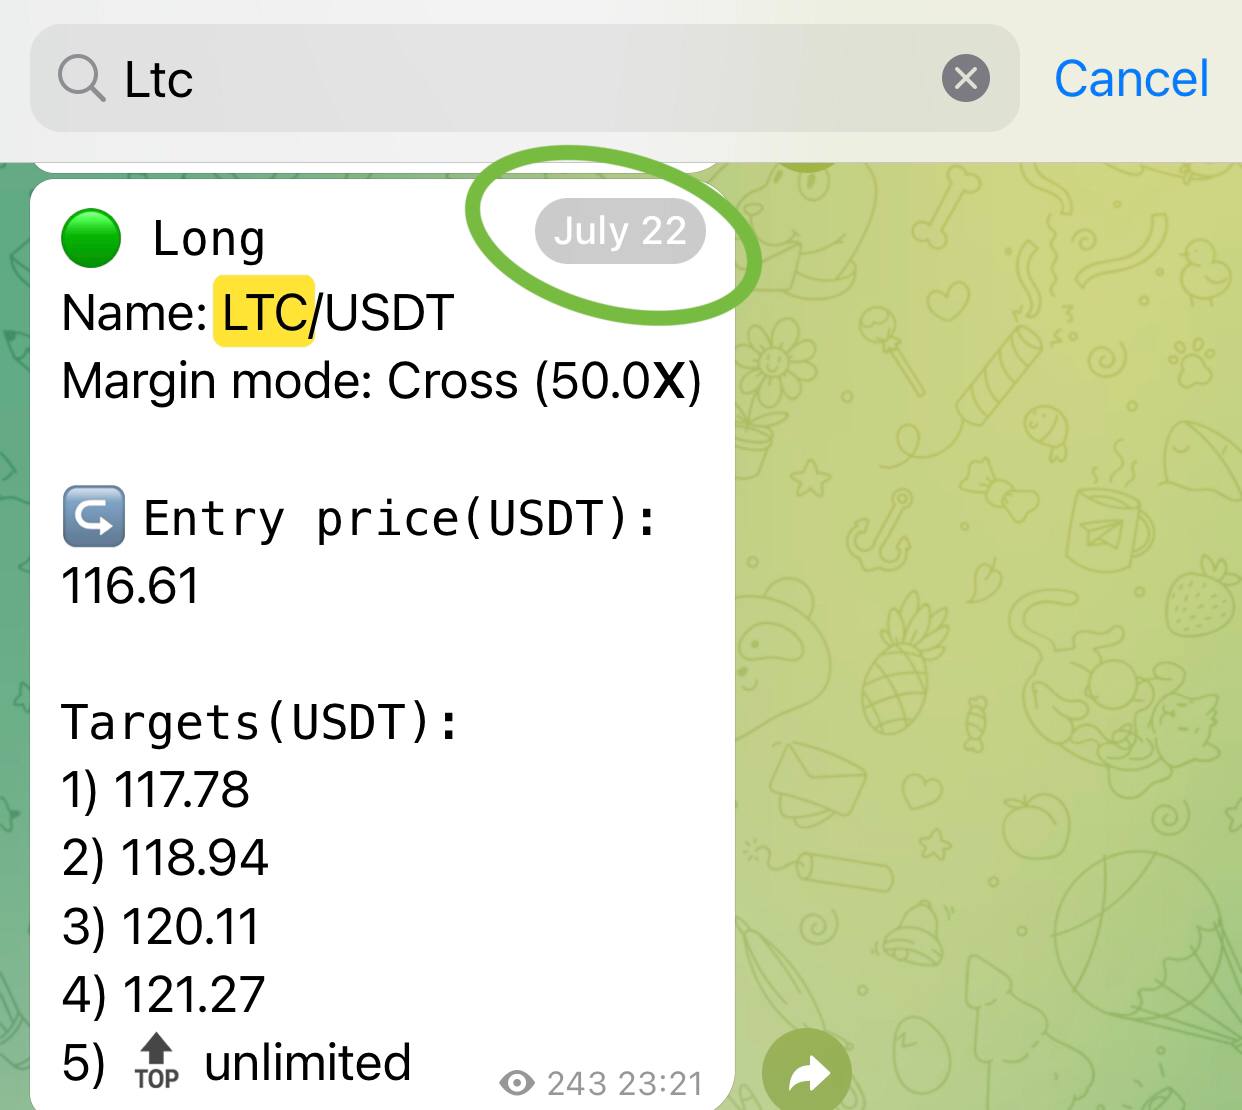 Ltc
Cancel
July 22
🟢 Long
Name: LTC/USDT
Margin mode: Cross (50.0X)
↪️ Entry price(USDT):
116.61
Targets(USDT):
1) 117.78
2) 118.94
3) 120.11
4) 121.27
5) 🔝 unlimited
243 23:21